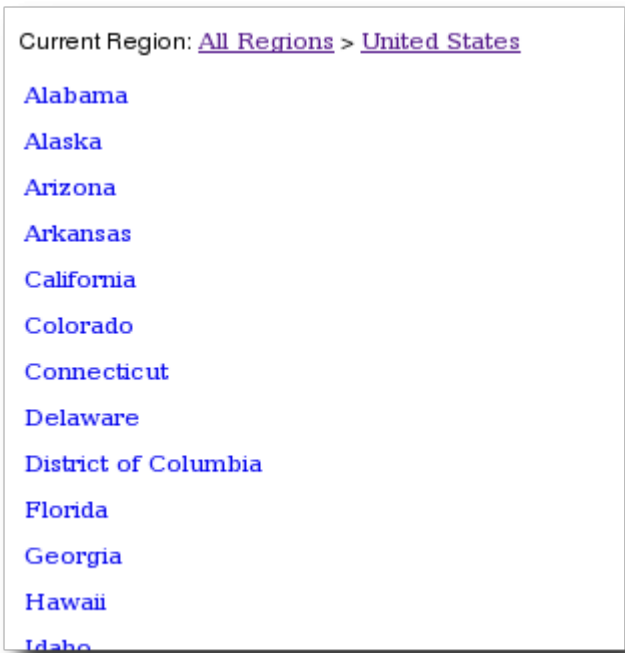 Current Region: All Regions > United States
Alabama
Alaska
Arizona
Arkansas
California
Colorado
Connecticut
Delaware
District of Columbia
Florida
Georgia
Hawaii
Idaho